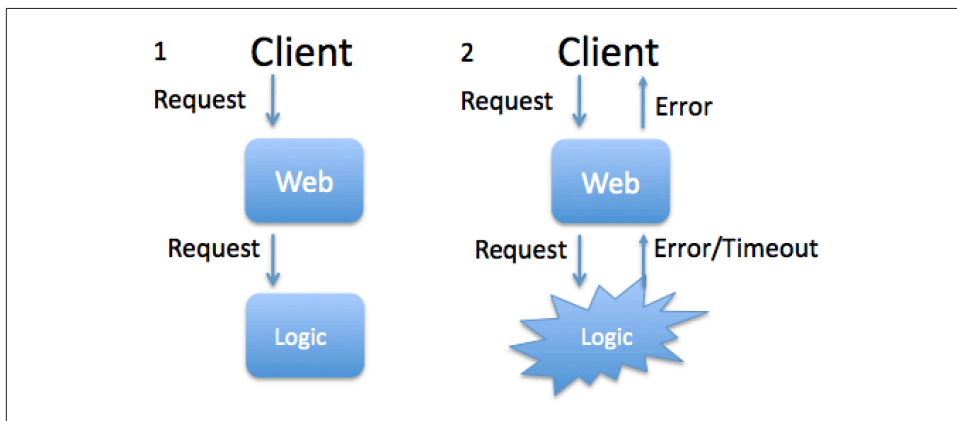 1
Client
Request
Web
Request
Logic
2
Client
Request
Error
Web
Request
Error/Timeout
Logic